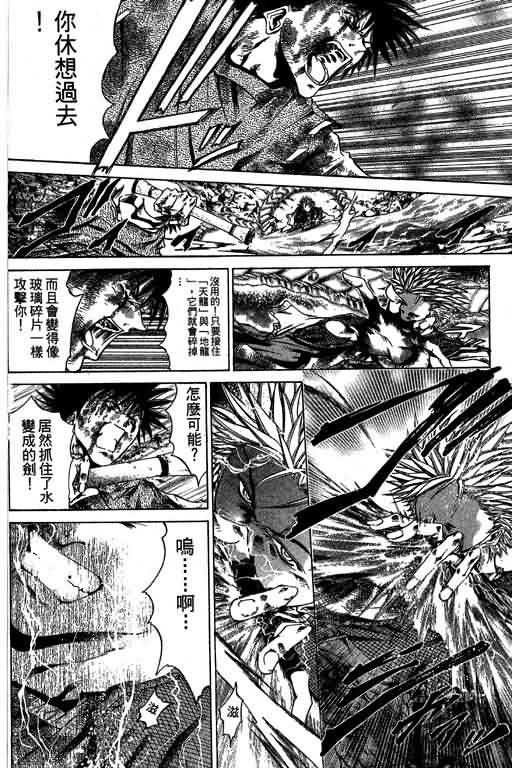 你休想過去
！
沒用的！只要接住
「天龍」與「地龍
」，它們就會碎掉
…
而且會變得像
玻璃碎片一樣
攻擊你！
怎麼可能？
居然抓住了水
變成的劍！
嗚……啊…
滋
滋